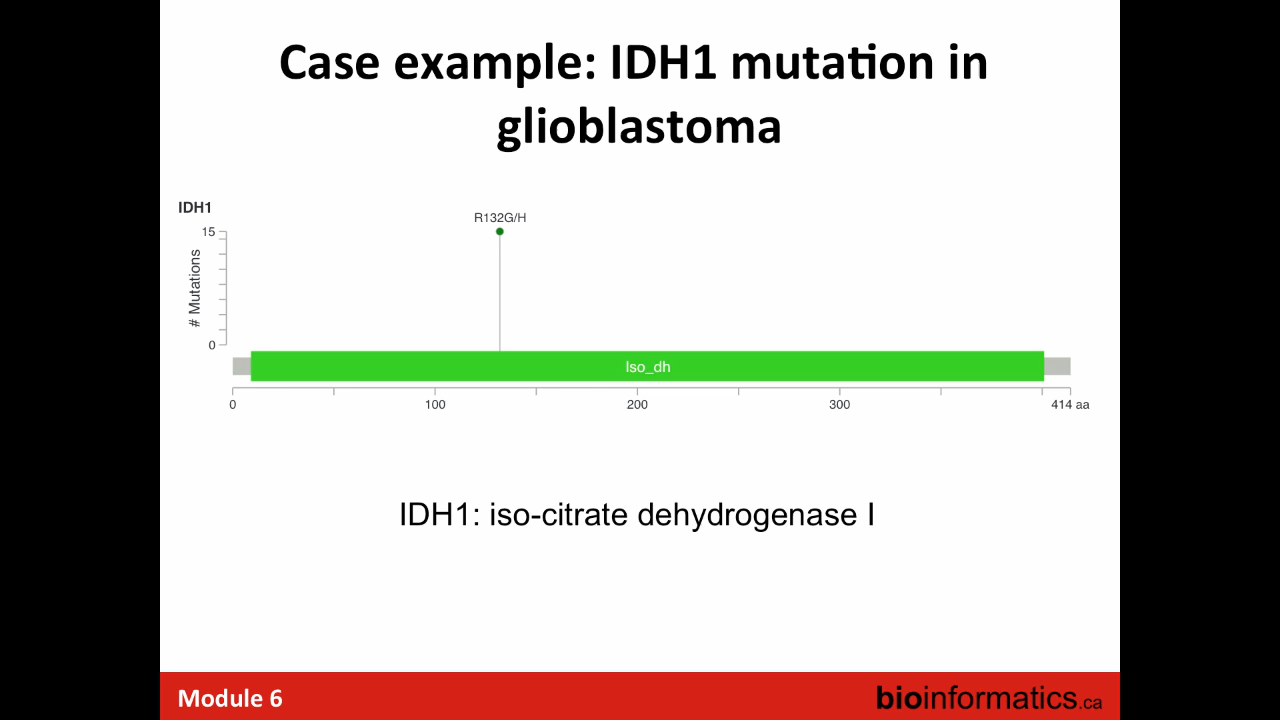 Case example: IDH1 mutation in
glioblastoma
IDH1
R132G/H
15
# Mutations
0
Iso_dh
0 100 200 300 414 aa
IDH1: iso-citrate dehydrogenase I
Module 6
bioinformatics.ca